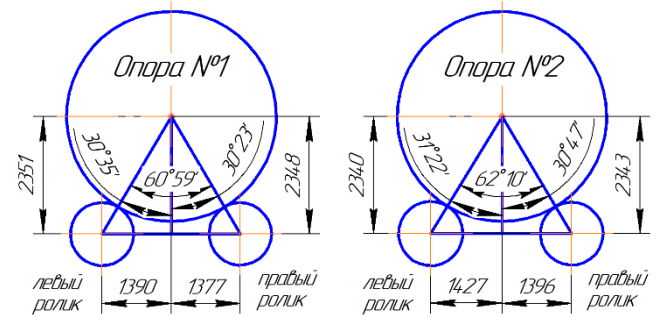 Опора №1
2351
30°35'
60°59'
30°23'
2348
левый
ролик
1390
1377
правый
ролик
Опора №2
2340
31°22'
62°10'
30°47'
2343
левый
ролик
1427
1396
правый
ролик